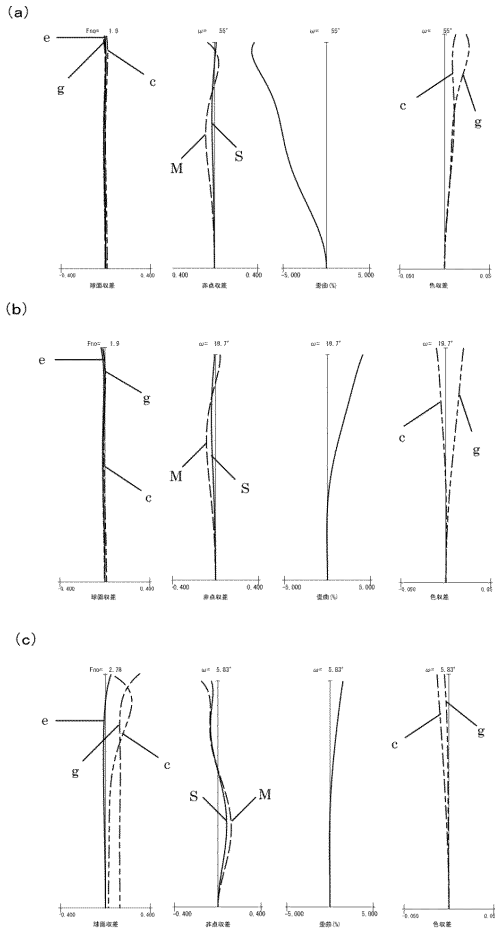 (a)
Fno= 1.9 ω= 55° ω= 55° ω= 55°
e
g c M S c g
-0.400 0.400 -0.400 0.400 -5.000 5.000 -0.050 0.05
球面収差 非点収差 歪曲(%) 色収差
(b)
Fno= 1.9 ω= 18.7° ω= 18.7° ω= 18.7°
e
g c M S c g
-0.400 0.400 -0.400 0.400 -5.000 5.000 -0.050 0.05
球面収差 非点収差 歪曲(%) 色収差
(c)
Fno= 2.78 ω= 5.83° ω= 5.83° ω= 5.83°
e
g c S M c g
-0.400 0.400 -0.400 0.400 -5.000 5.000 -0.050 0.05
球面収差 非点収差 歪曲(%) 色収差